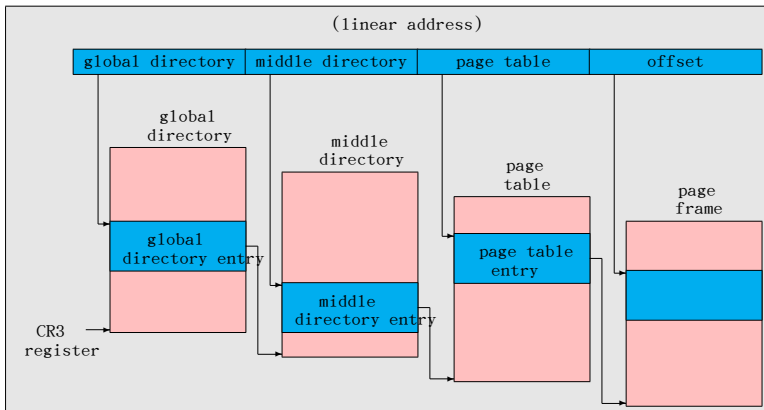 (linear address)
global directory
middle directory
page table
offset
global
directory
middle
directory
page
table
page
frame
global
directory entry
page table
entry
middle
directory entry
CR3
register